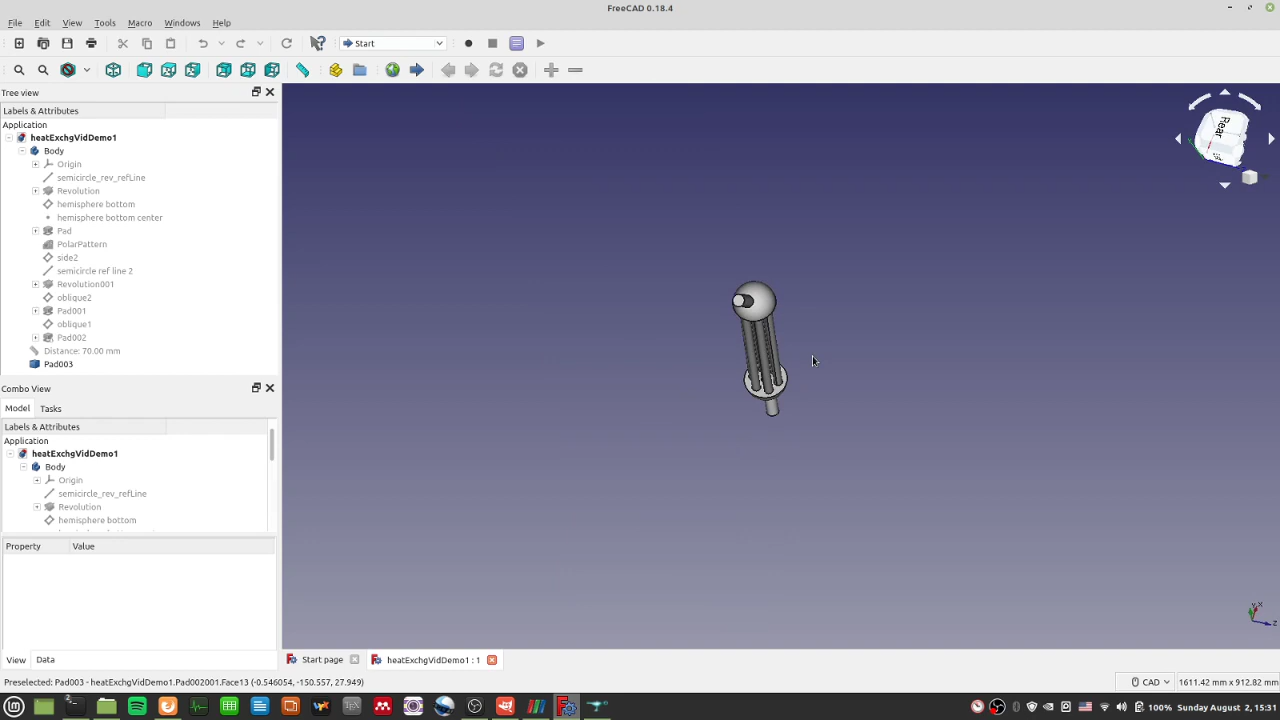 FreeCAD 0.18.4
File Edit View Tools Macro Windows Help
Start
Tree view
Labels & Attributes
Application
heatExchgVidDemo1
Body
Origin
semicircle_rev_refLine
Revolution
hemisphere bottom
hemisphere bottom center
Pad
PolarPattern
side2
semicircle ref line 2
Revolution001
oblique2
Pad001
oblique1
Pad002
Distance: 70.00 mm
Pad003
Combo View
Model Tasks
Labels & Attributes
Application
heatExchgVidDemo1
Body
Origin
semicircle_rev_refLine
Revolution
hemisphere bottom
Property Value
View Data
Rear
Start page
heatExchgVidDemo1 : 1
Preselected: Pad003 - heatExchgVidDemo1.Pad002001.Face13 (-0.546054, -150.557, 27.949)
CAD
1611.42 mm x 912.82 mm
100% Sunday August 2, 15:31